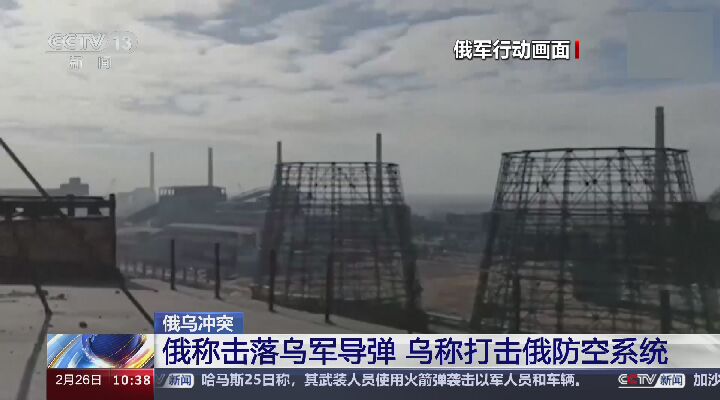 CCTV 13
新闻
俄军行动画面
俄乌冲突
俄称击落乌军导弹 乌称打击俄防空系统
2月26日 10:38 CCTV 新闻 哈马斯25日称，其武装人员使用火箭弹袭击以军人员和车辆。 CCTV 新闻 加沙